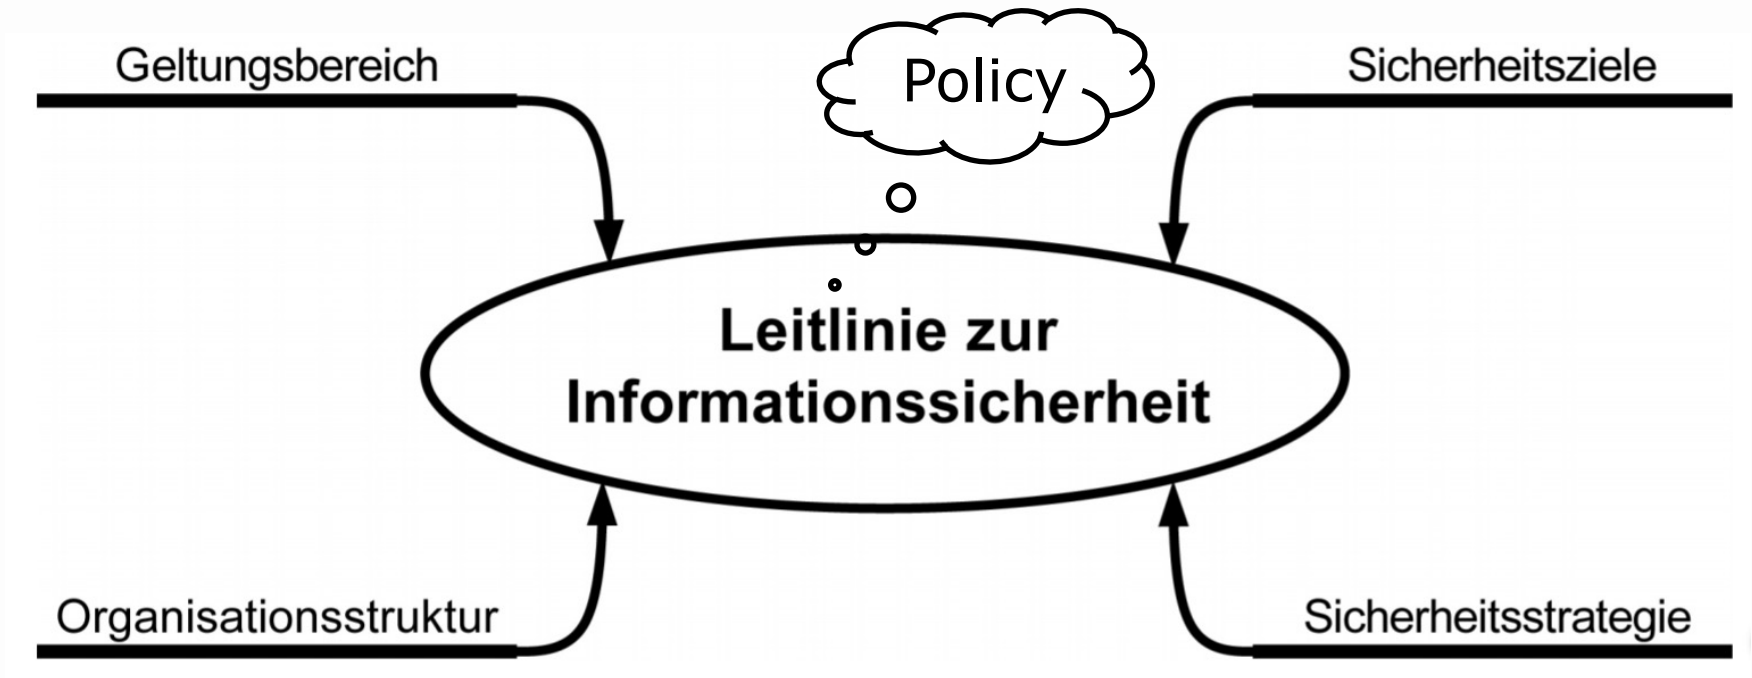 Geltungsbereich
Policy
Sicherheitsziele
Leitlinie zur
Informationssicherheit
Organisationsstruktur
Sicherheitsstrategie